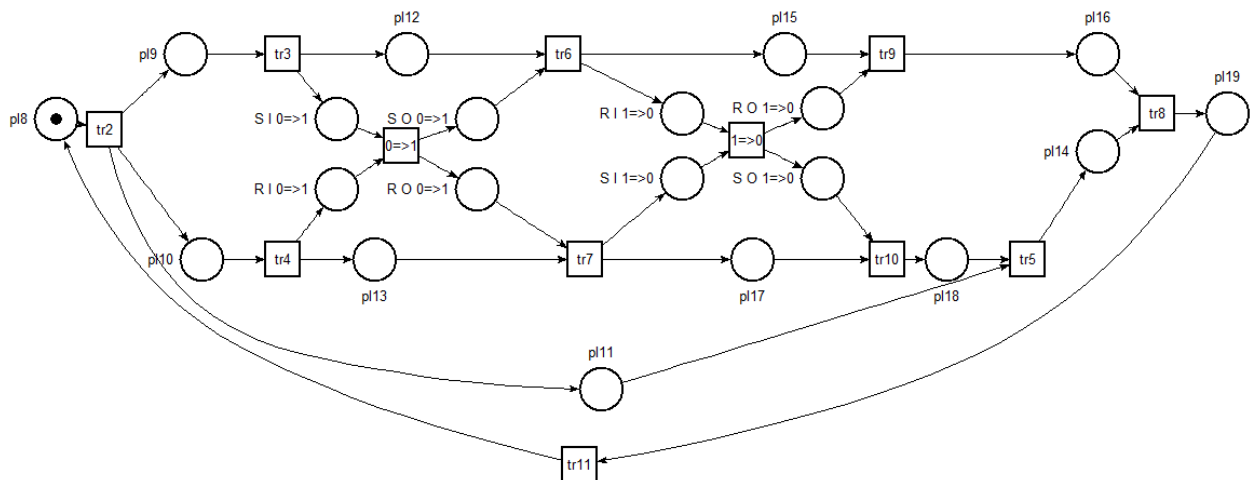 pl12
pl15
pl16
pl9
tr3
tr6
tr9
pl19
pl8
tr2
S I 0=>1
S O 0=>1
R I 1=>0
R O 1=>0
tr8
0=>1
1=>0
pl14
R I 0=>1
R O 0=>1
S I 1=>0
S O 1=>0
pl10
tr4
tr7
tr10
tr5
pl13
pl17
pl18
pl11
tr11